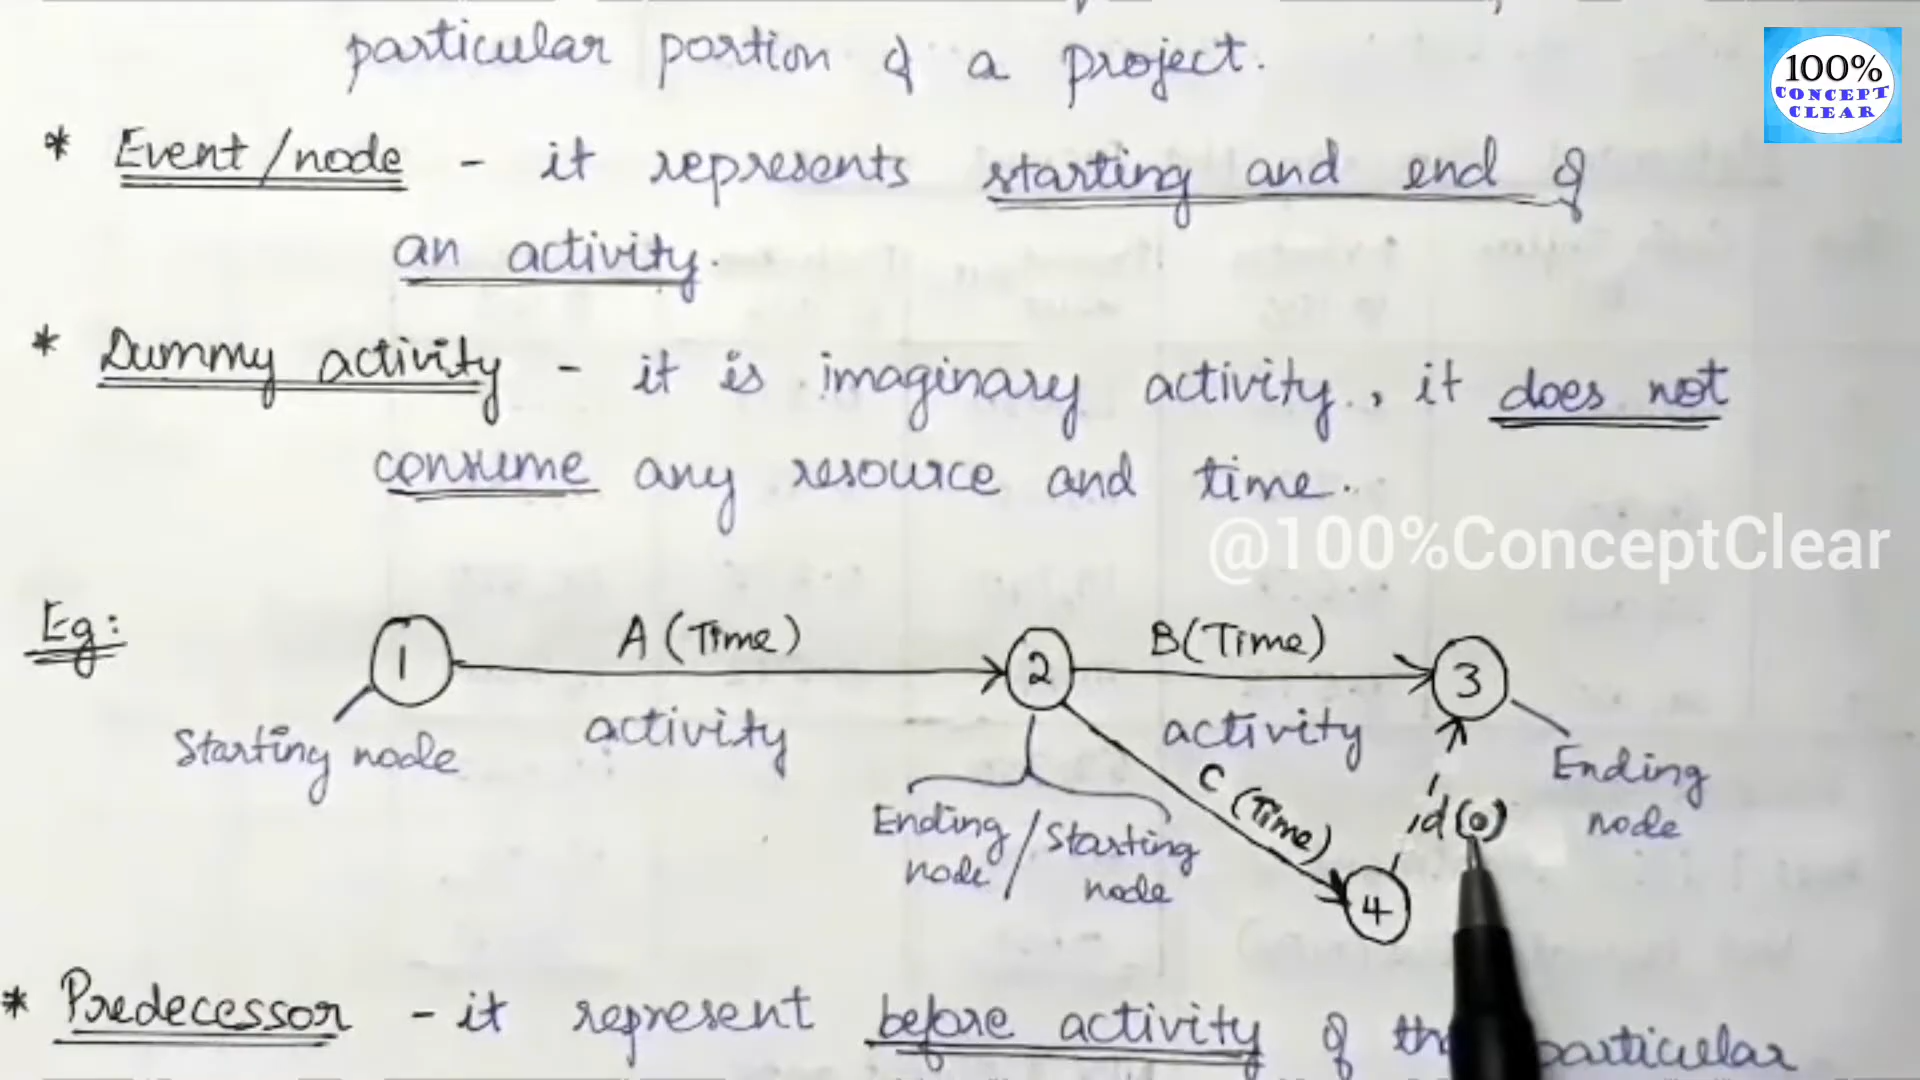 particular portion of a project.
100%
CONCEPT
CLEAR
* Event/node - it represents starting and end of
an activity.
* Dummy activity - it is imaginary activity, it does not
consume any resource and time.
@100%ConceptClear
Eg:
1 A (Time) 2 B(Time) 3
Starting node activity activity
C (Time)
Ending node / Starting node
id(0)
Ending
node
4
* Predecessor - it represent before activity of the particular